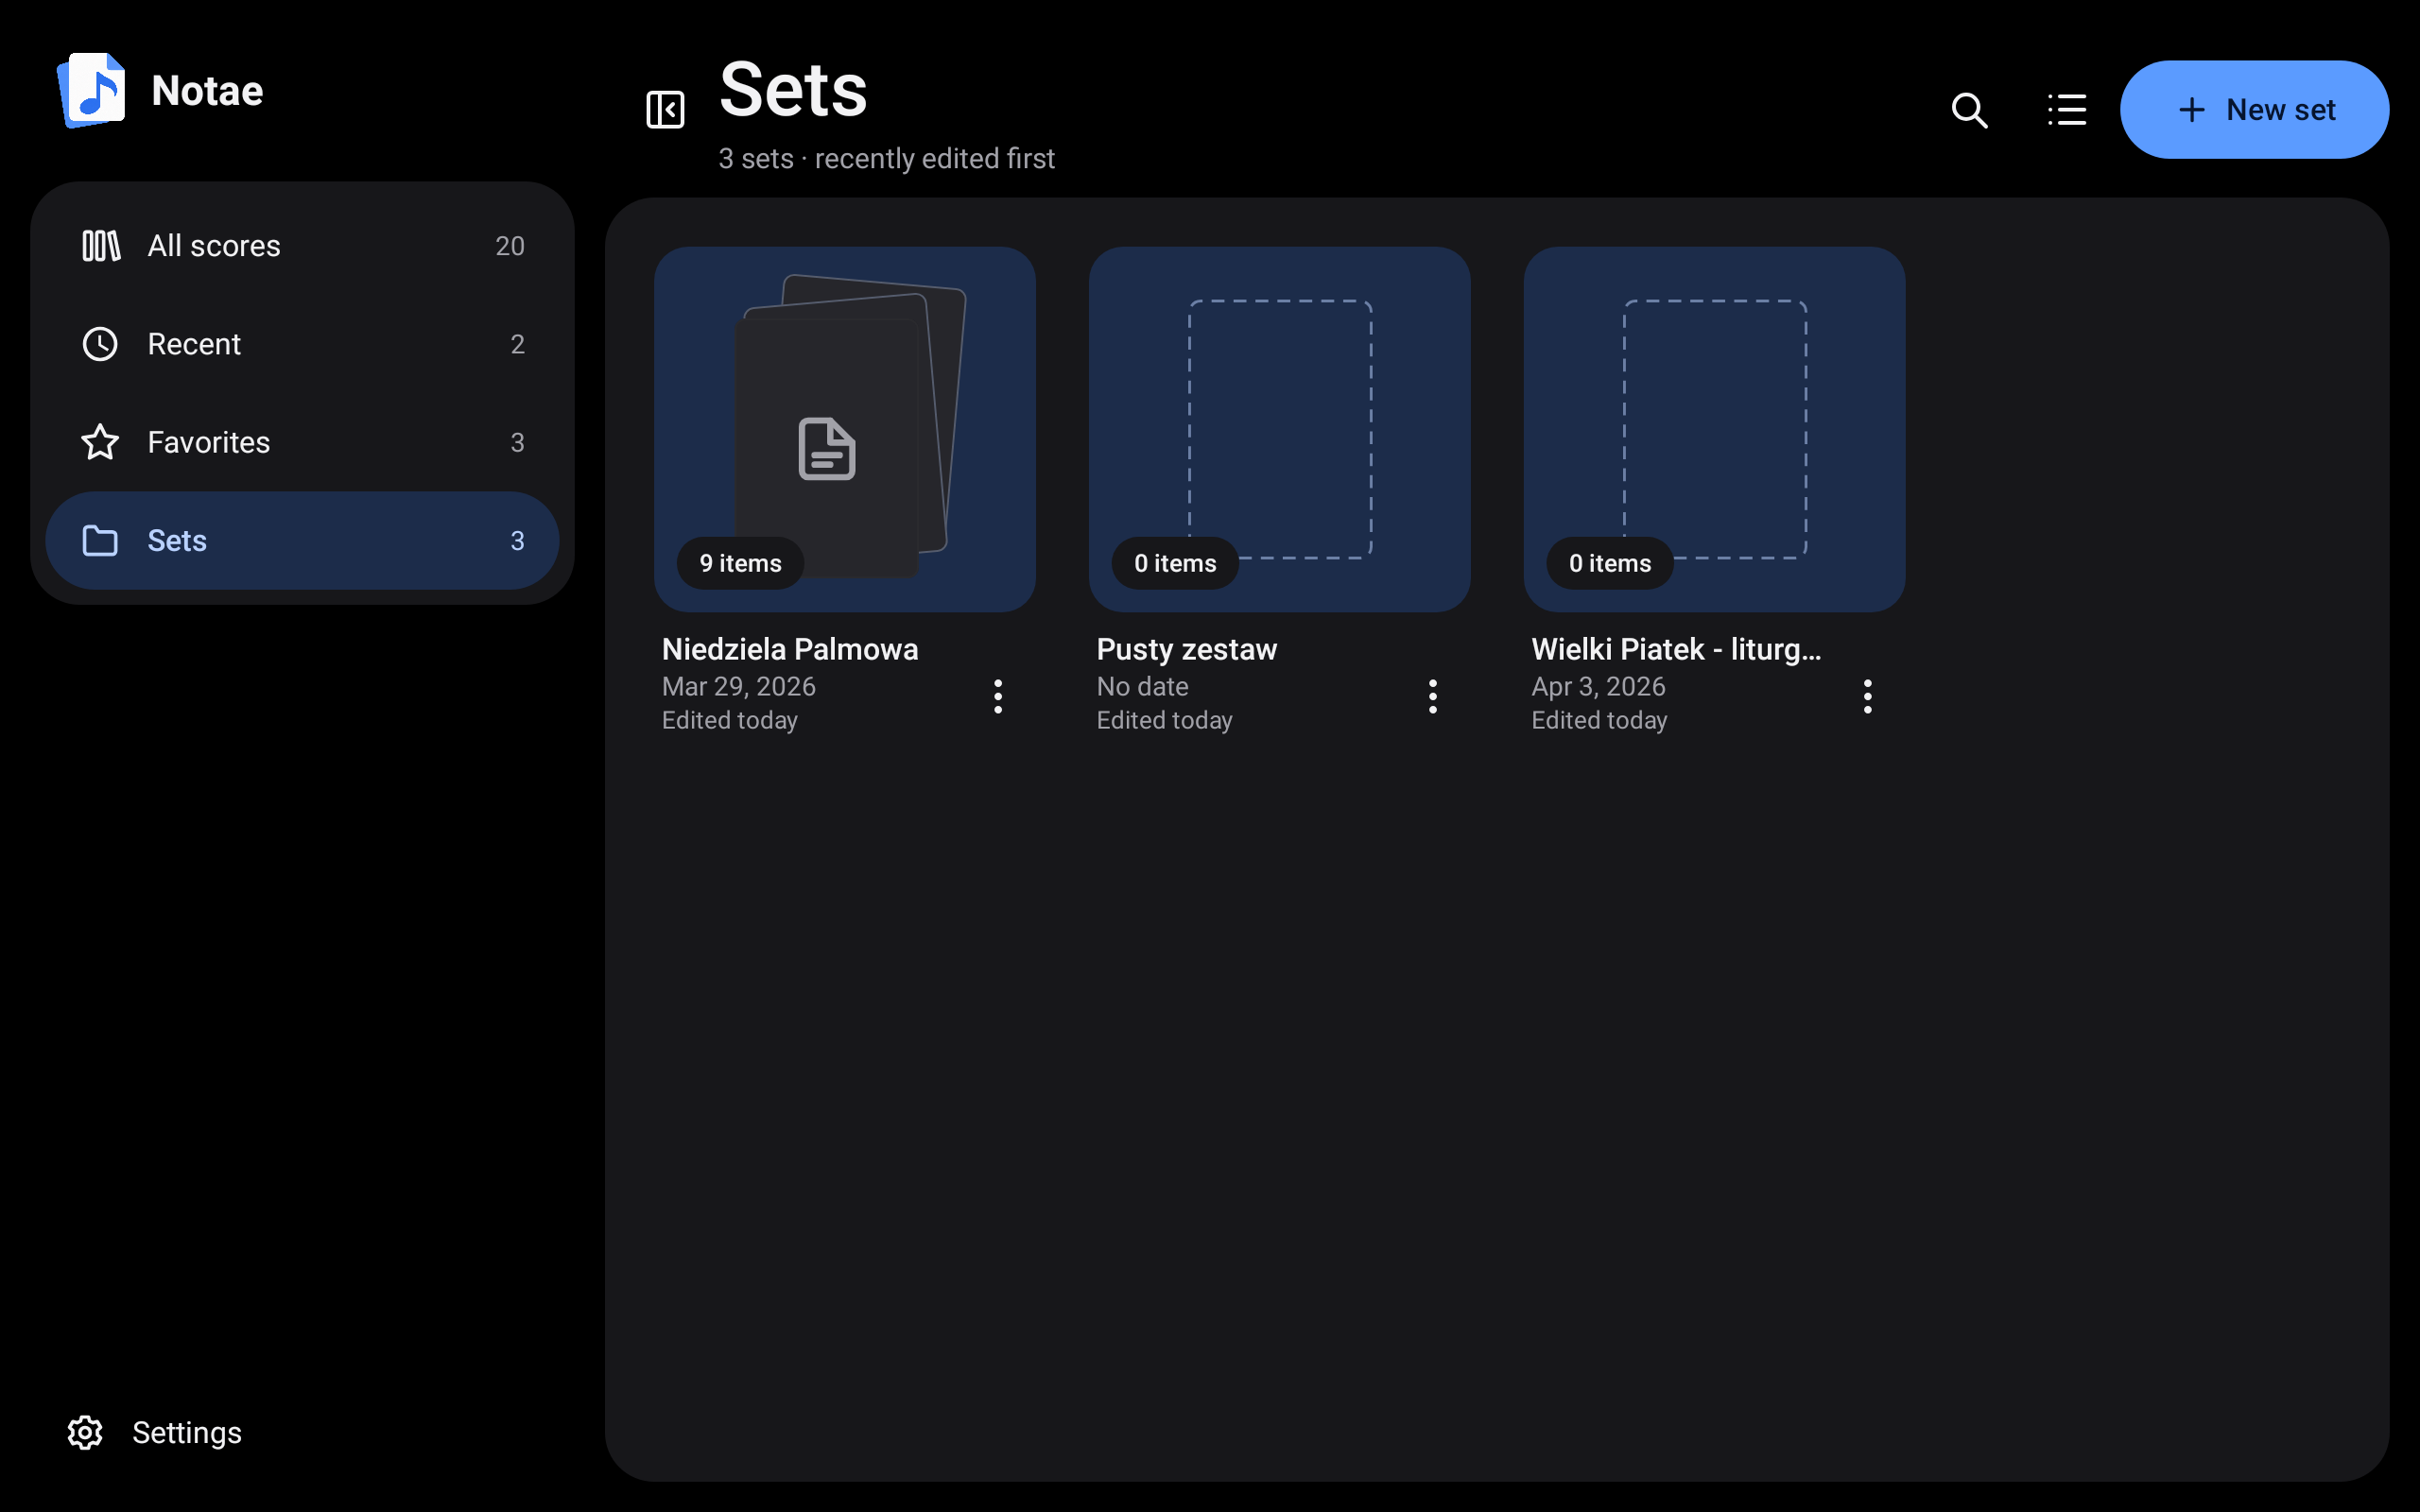 Notae
All scores 20
Recent 2
Favorites 3
Sets 3
Settings
Sets
3 sets · recently edited first
New set
9 items
Niedziela Palmowa
Mar 29, 2026
Edited today
0 items
Pusty zestaw
No date
Edited today
0 items
Wielki Piatek - liturg...
Apr 3, 2026
Edited today